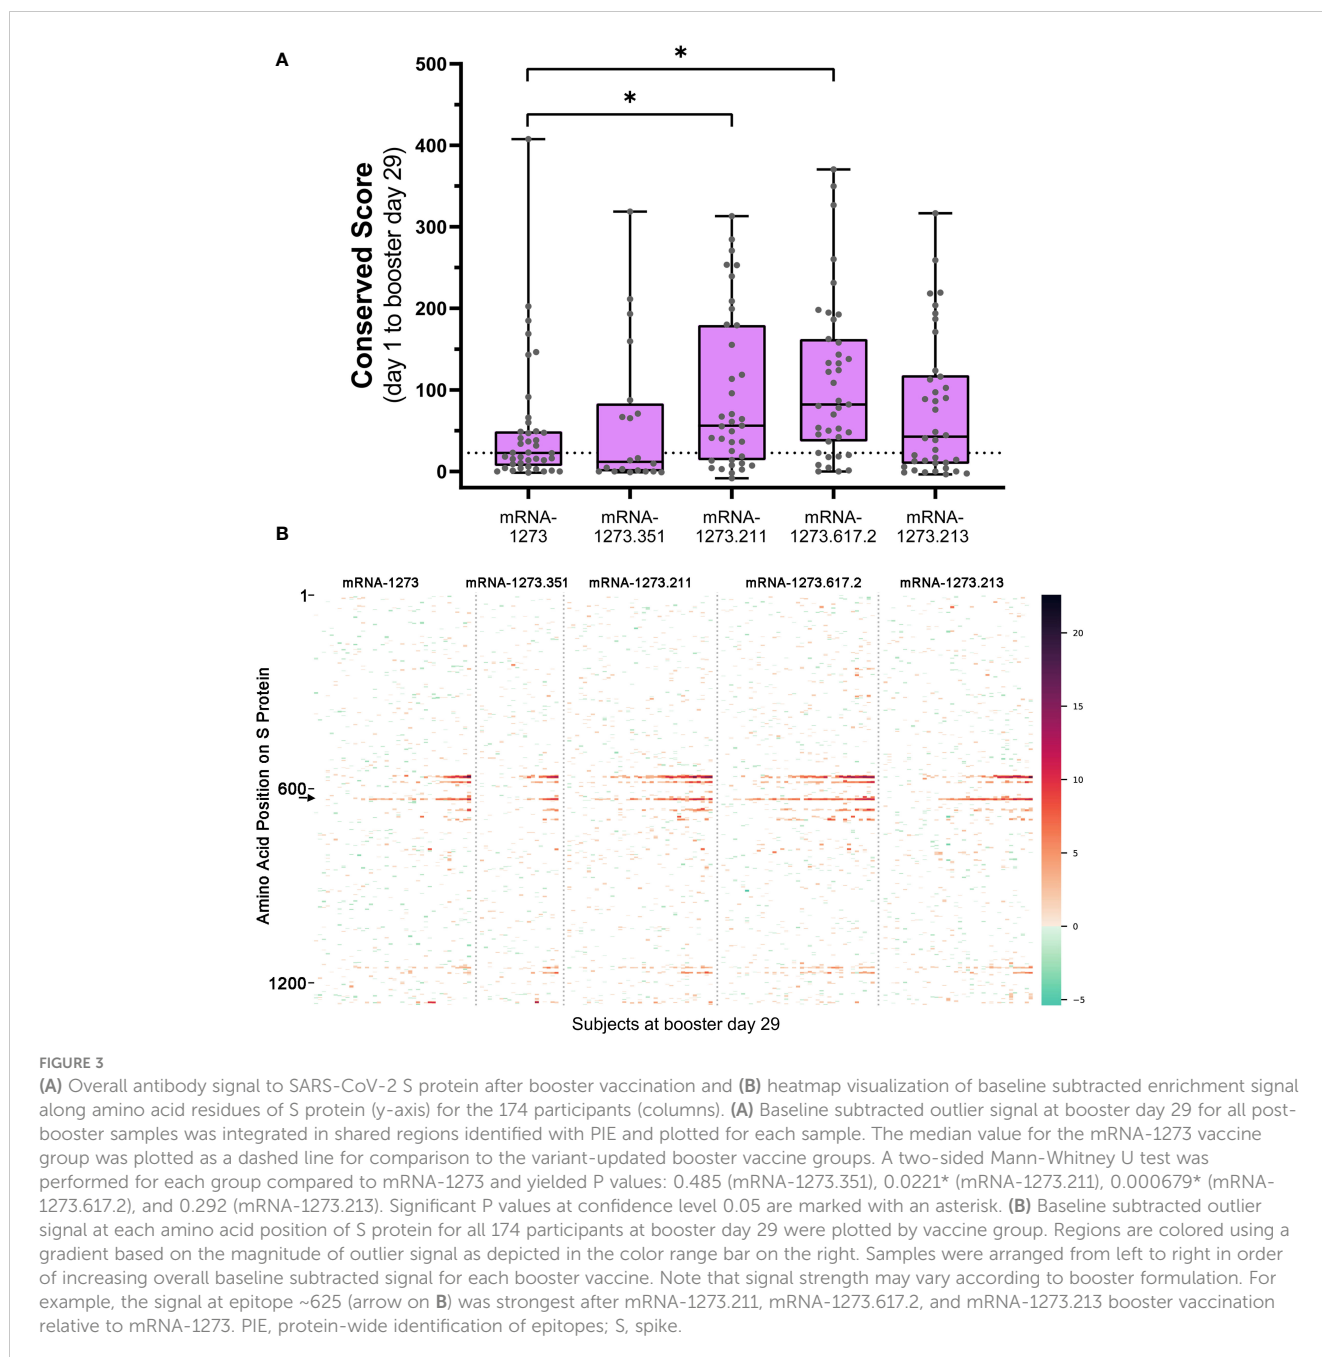 A
*
*
500
400
300
200
100
0
Conserved Score
(day 1 to booster day 29)
mRNA-
1273
mRNA-
1273.351
mRNA-
1273.211
mRNA-
1273.617.2
mRNA-
1273.213
B
mRNA-1273
mRNA-1273.351
mRNA-1273.211
mRNA-1273.617.2
mRNA-1273.213
1
600
1200
Amino Acid Position on S Protein
20
15
10
5
0
−5
Subjects at booster day 29
FIGURE 3
(A) Overall antibody signal to SARS-CoV-2 S protein after booster vaccination and (B) heatmap visualization of baseline subtracted enrichment signal
along amino acid residues of S protein (y-axis) for the 174 participants (columns). (A) Baseline subtracted outlier signal at booster day 29 for all post-
booster samples was integrated in shared regions identified with PIE and plotted for each sample. The median value for the mRNA-1273 vaccine
group was plotted as a dashed line for comparison to the variant-updated booster vaccine groups. A two-sided Mann-Whitney U test was
performed for each group compared to mRNA-1273 and yielded P values: 0.485 (mRNA-1273.351), 0.0221* (mRNA-1273.211), 0.000679* (mRNA-
1273.617.2), and 0.292 (mRNA-1273.213). Significant P values at confidence level 0.05 are marked with an asterisk. (B) Baseline subtracted outlier
signal at each amino acid position of S protein for all 174 participants at booster day 29 were plotted by vaccine group. Regions are colored using a
gradient based on the magnitude of outlier signal as depicted in the color range bar on the right. Samples were arranged from left to right in order
of increasing overall baseline subtracted signal for each booster vaccine. Note that signal strength may vary according to booster formulation. For
example, the signal at epitope ~625 (arrow on B) was strongest after mRNA-1273.211, mRNA-1273.617.2, and mRNA-1273.213 booster vaccination
relative to mRNA-1273. PIE, protein-wide identification of epitopes; S, spike.